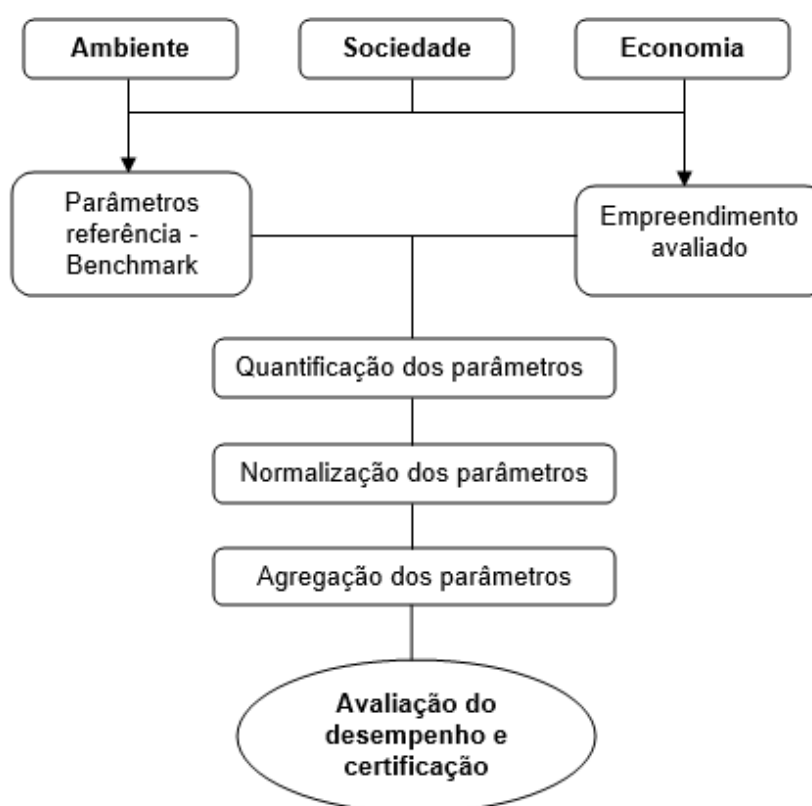 Ambiente
Sociedade
Economia
Parâmetros
referência -
Benchmark
Empreendimento
avaliado
Quantificação dos parâmetros
Normalização dos parâmetros
Agregação dos parâmetros
Avaliação do
desempenho e
certificação